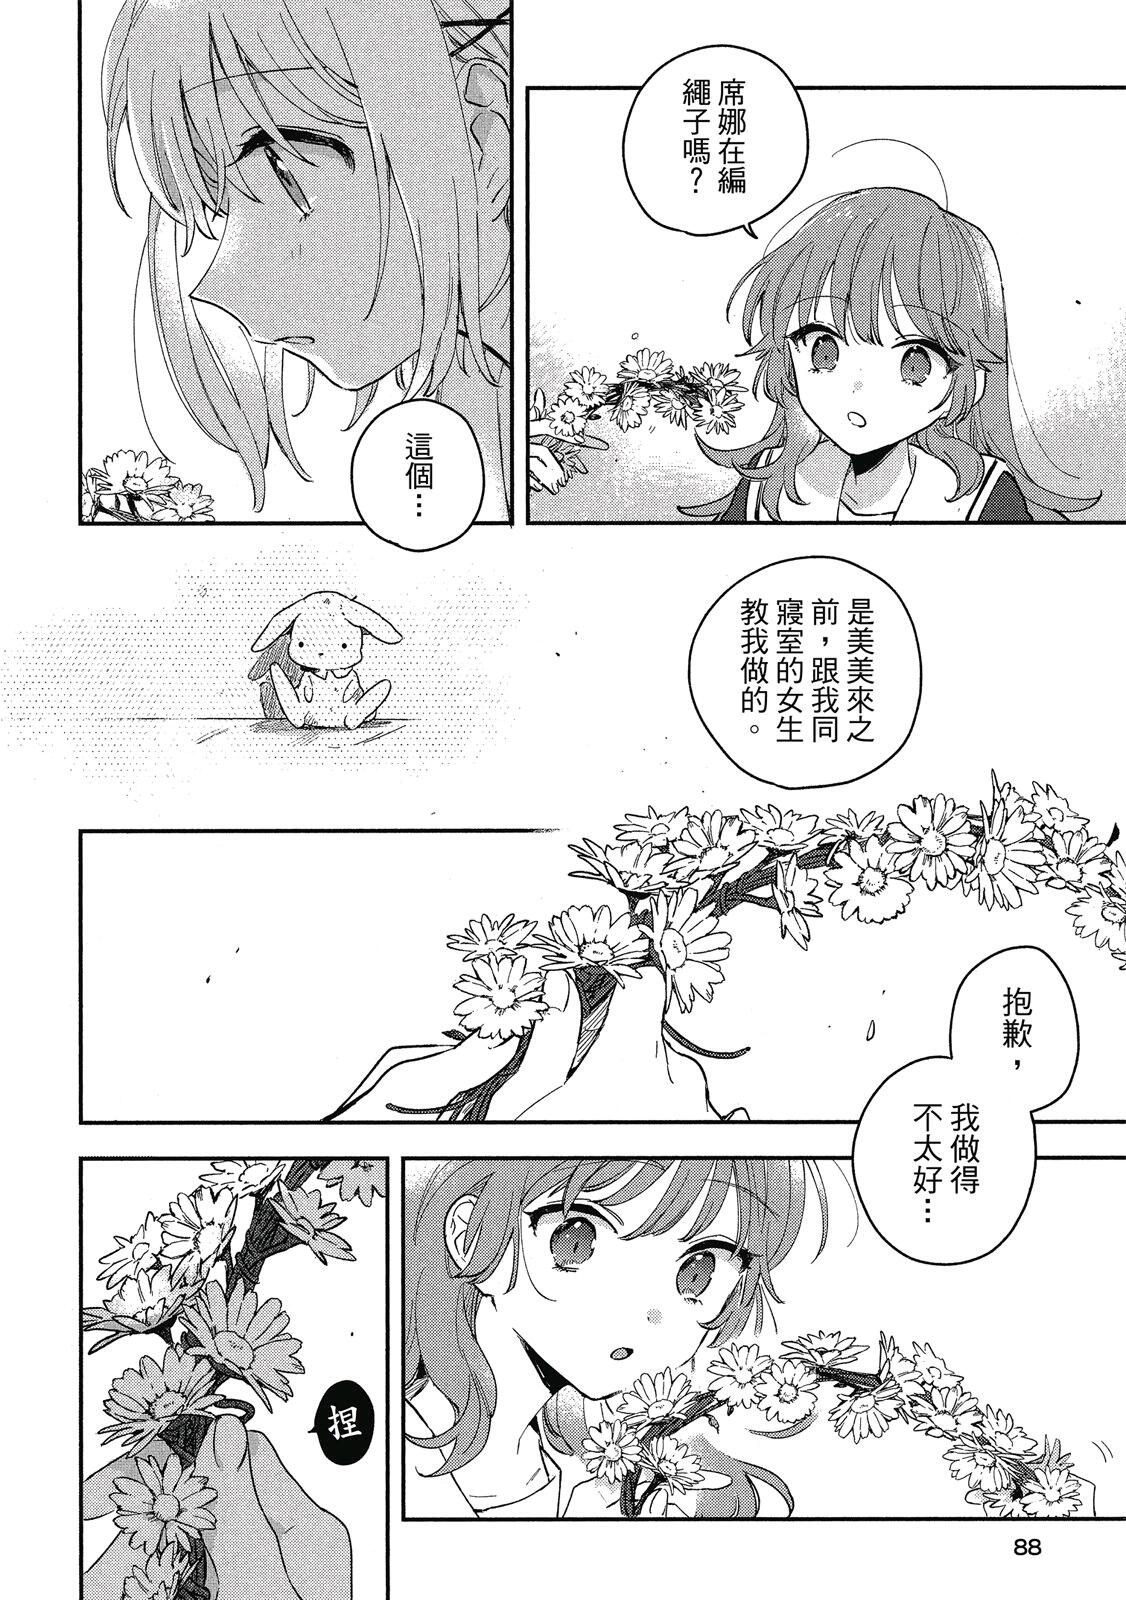 席娜在編
繩子嗎？
這個…
是美美來之
前，跟我同
寢室的女生
教我做的。
抱歉，
我做得
不太好…
捏
88